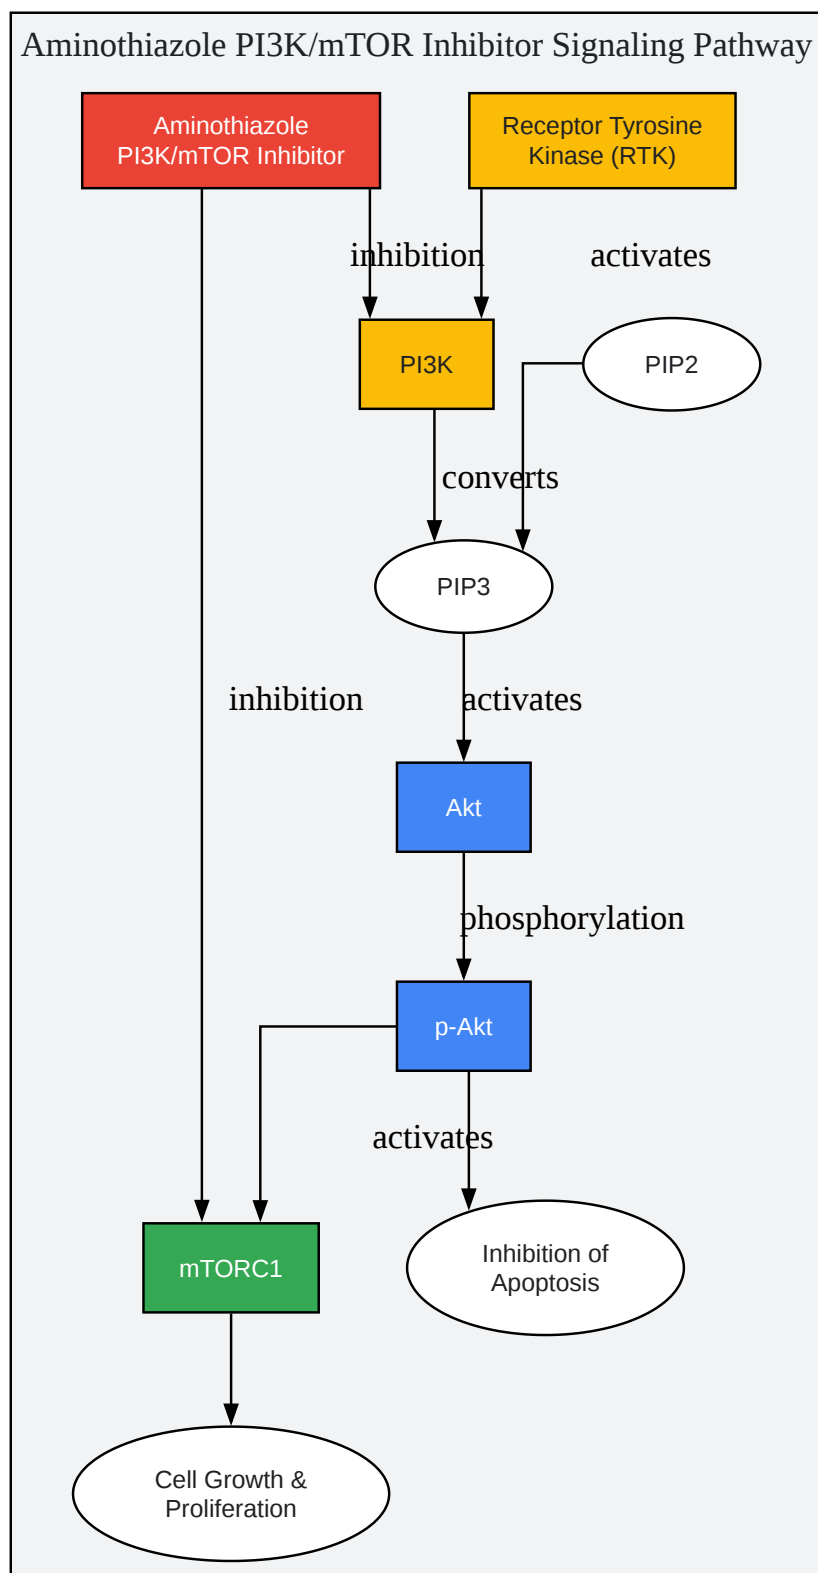 Aminothiazole PI3K/mTOR Inhibitor Signaling Pathway
Aminothiazole
PI3K/mTOR Inhibitor
Receptor Tyrosine
Kinase (RTK)
inhibition
activates
PI3K
PIP2
converts
PIP3
inhibition
activates
Akt
phosphorylation
p-Akt
activates
mTORC1
Inhibition of
Apoptosis
Cell Growth &
Proliferation